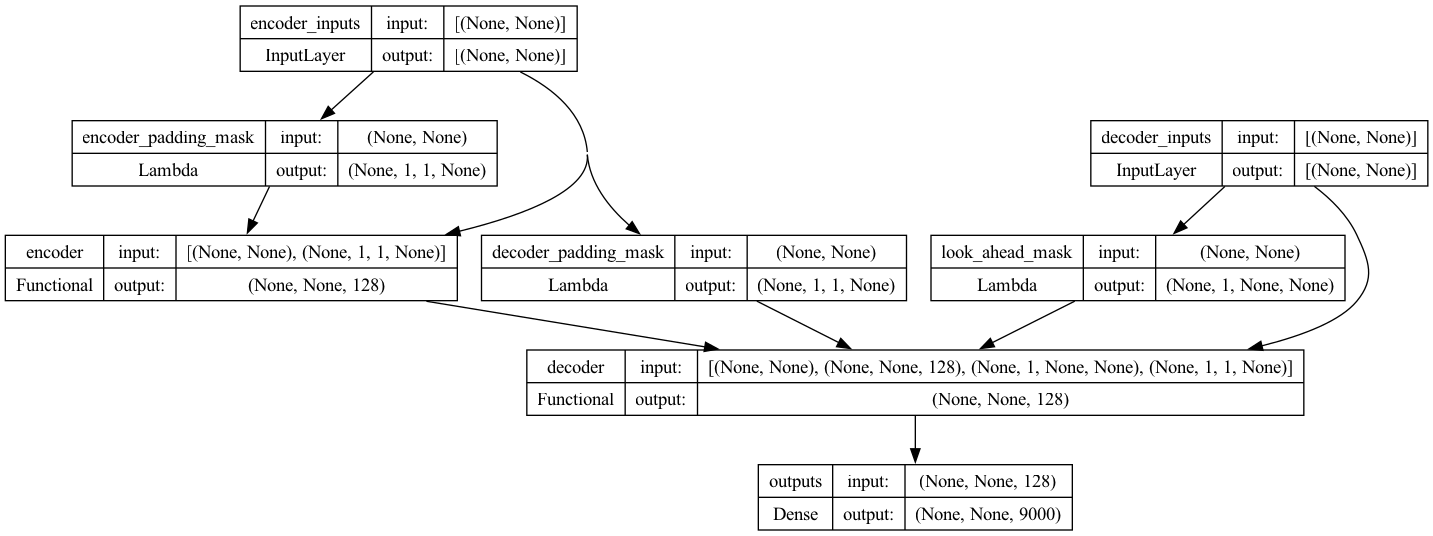 encoder_inputs input: [(None, None)]
InputLayer output: [(None, None)]
encoder_padding_mask input: (None, None)
Lambda output: (None, 1, 1, None)
decoder_inputs input: [(None, None)]
InputLayer output: [(None, None)]
encoder input: [(None, None), (None, 1, 1, None)]
Functional output: (None, None, 128)
decoder_padding_mask input: (None, None)
Lambda output: (None, 1, 1, None)
look_ahead_mask input: (None, None)
Lambda output: (None, 1, None, None)
decoder input: [(None, None), (None, None, 128), (None, 1, None, None), (None, 1, 1, None)]
Functional output: (None, None, 128)
outputs input: (None, None, 128)
Dense output: (None, None, 9000)